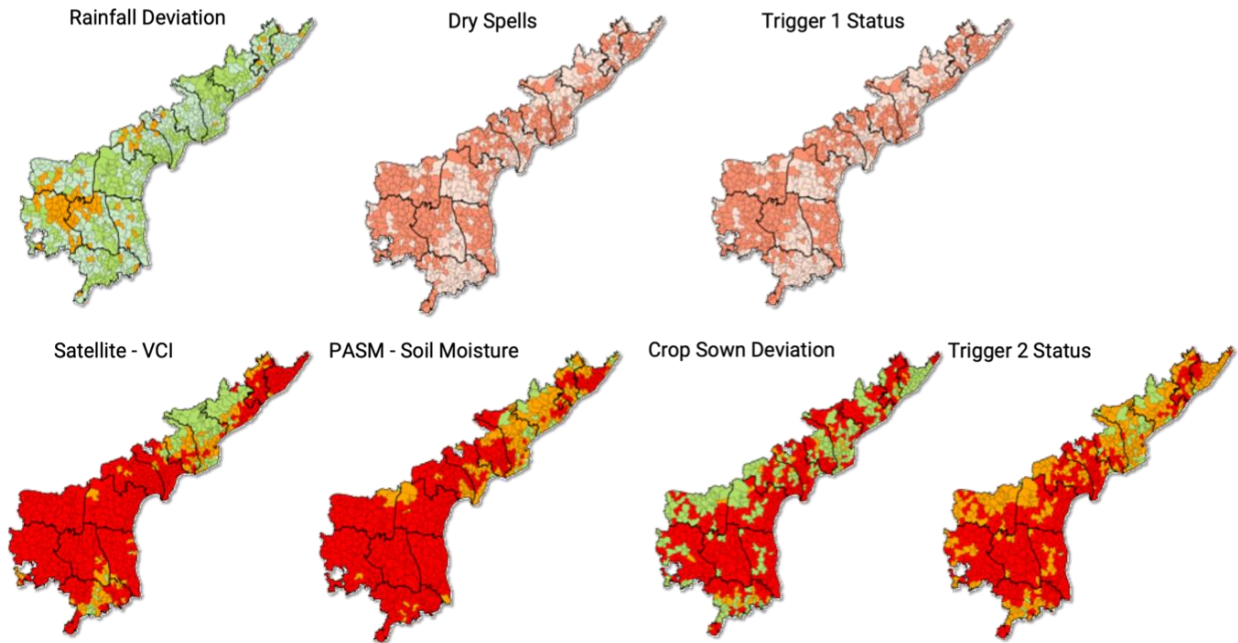 Rainfall Deviation
Dry Spells
Trigger 1 Status
Satellite - VCI
PASM - Soil Moisture
Crop Sown Deviation
Trigger 2 Status